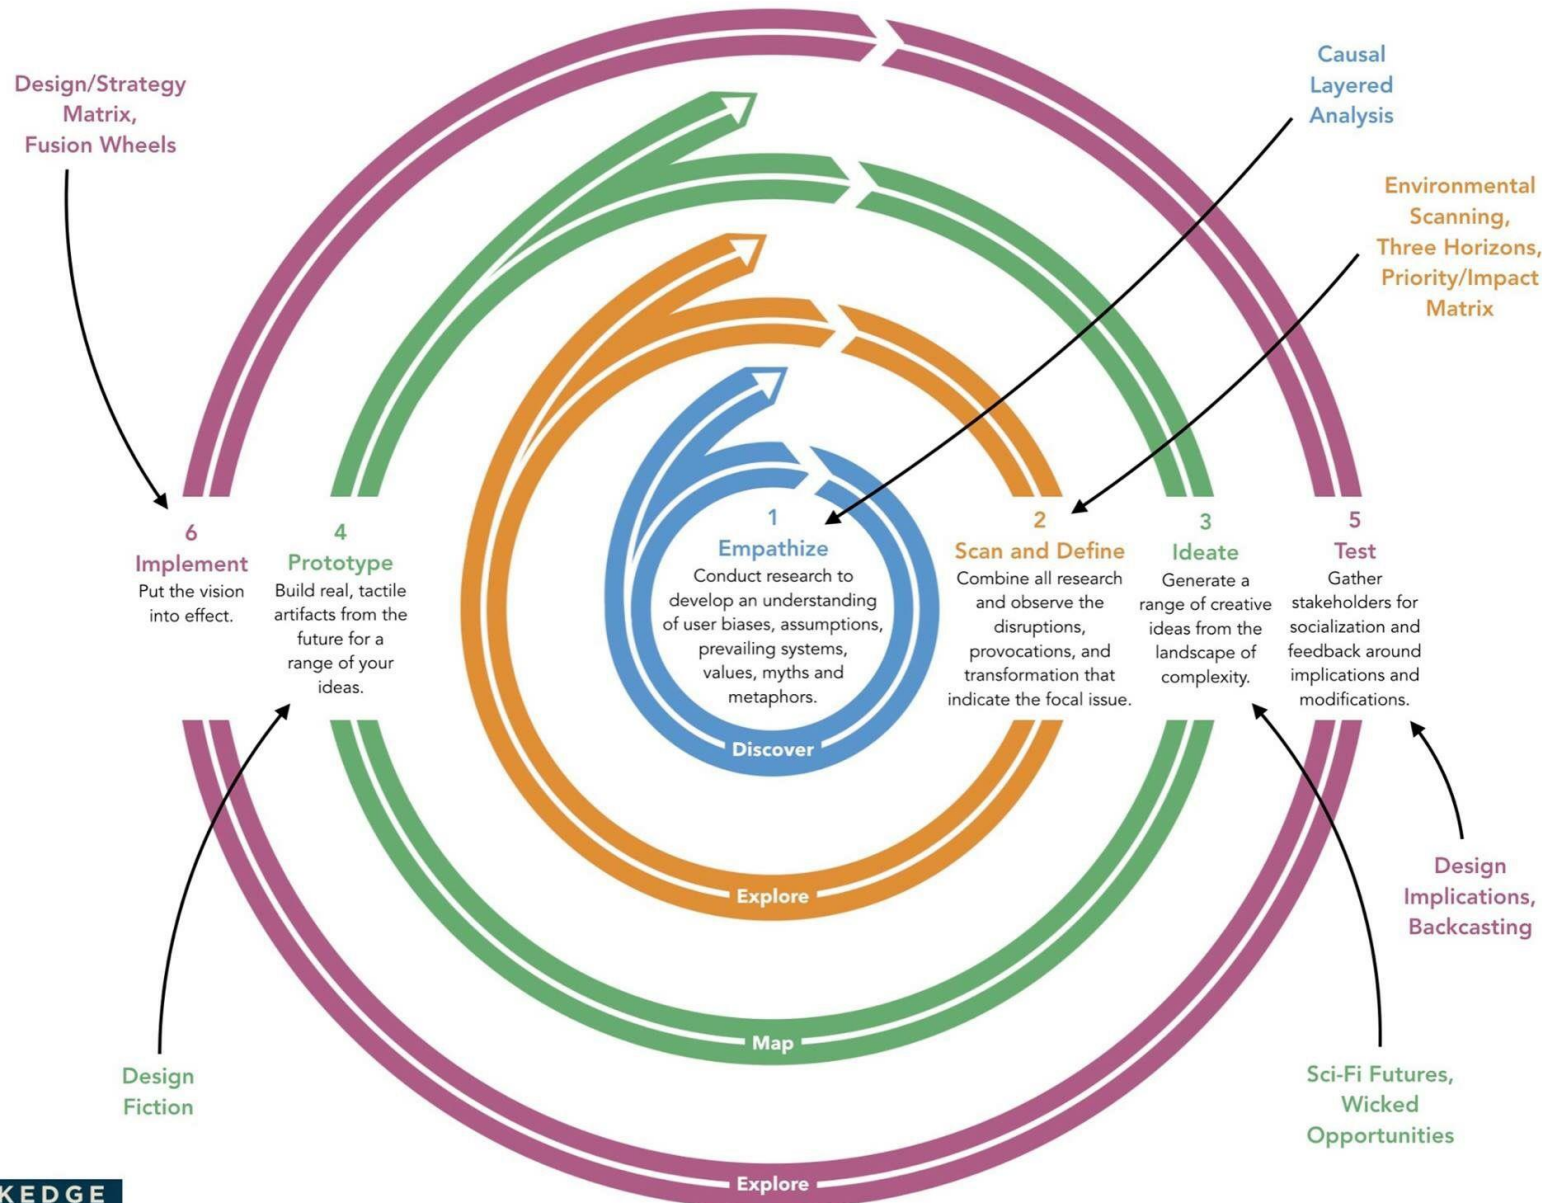 Design/Strategy
Matrix,
Fusion Wheels
Causal
Layered
Analysis
Environmental
Scanning,
Three Horizons,
Priority/Impact
Matrix
6
Implement
Put the vision
into effect.
4
Prototype
Build real, tactile
artifacts from the
future for a
range of your
ideas.
1
Empathize
Conduct research to
develop an understanding
of user biases, assumptions,
prevailing systems,
values, myths and
metaphors.
Discover
2
Scan and Define
Combine all research
and observe the
disruptions,
provocations, and
transformation that
indicate the focal issue.
3
Ideate
Generate a
range of creative
ideas from the
landscape of
complexity.
5
Test
Gather
stakeholders for
socialization and
feedback around
implications and
modifications.
Explore
Map
Explore
Design
Fiction
Design
Implications,
Backcasting
Sci-Fi Futures,
Wicked
Opportunities
KEDGE